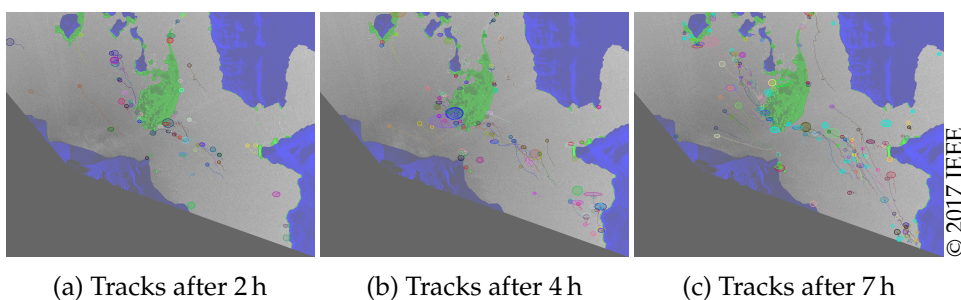 © 2017 IEEE
(a) Tracks after 2 h
(b) Tracks after 4 h
(c) Tracks after 7 h